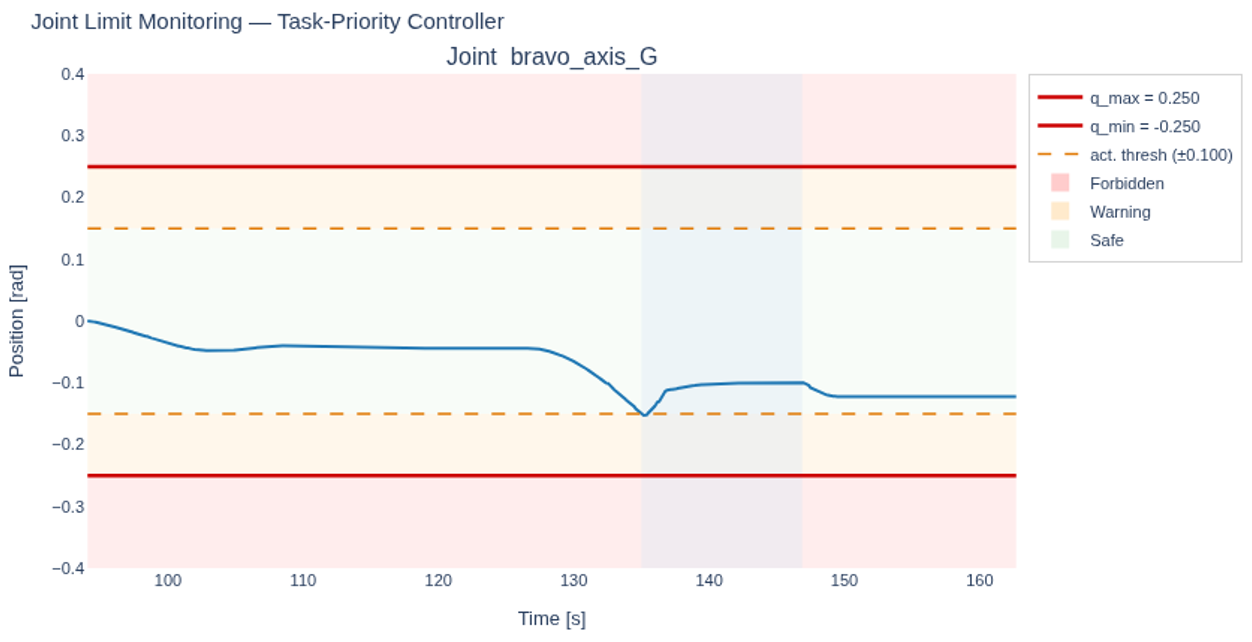 Joint Limit Monitoring — Task-Priority Controller
Joint bravo_axis_G
0.4
0.3
0.2
0.1
0
−0.1
−0.2
−0.3
−0.4
Position [rad]
100 110 120 130 140 150 160
Time [s]
q_max = 0.250
q_min = -0.250
act. thresh (±0.100)
Forbidden
Warning
Safe